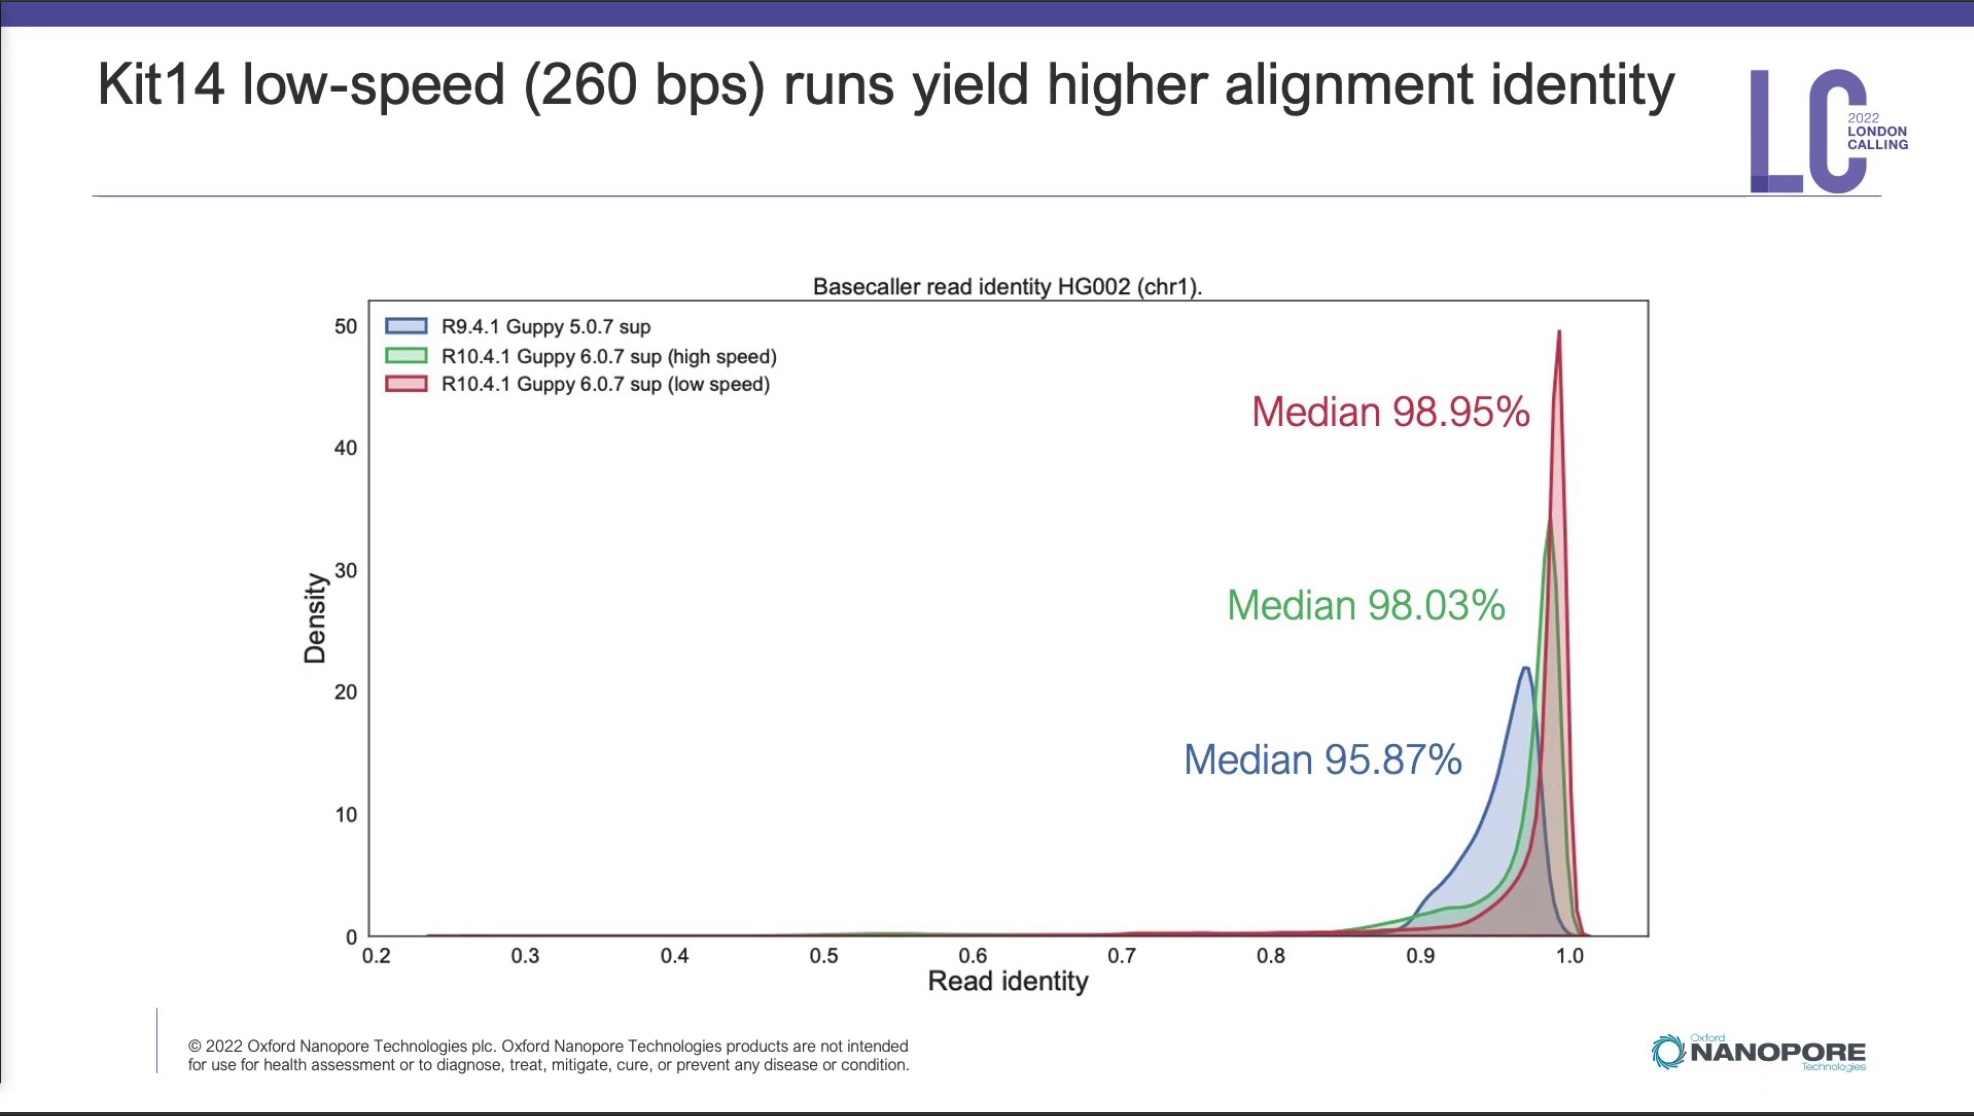 Kit14 low-speed (260 bps) runs yield higher alignment identity
LC
2022
LONDON
CALLING
Basecaller read identity HG002 (chr1).
R9.4.1 Guppy 5.0.7 sup
R10.4.1 Guppy 6.0.7 sup (high speed)
R10.4.1 Guppy 6.0.7 sup (low speed)
Median 98.95%
Median 98.03%
Median 95.87%
Density
50
40
30
20
10
0
0.2 0.3 0.4 0.5 0.6 0.7 0.8 0.9 1.0
Read identity
© 2022 Oxford Nanopore Technologies plc. Oxford Nanopore Technologies products are not intended
for use for health assessment or to diagnose, treat, mitigate, cure, or prevent any disease or condition.
Oxford
NANOPORE
Technologies